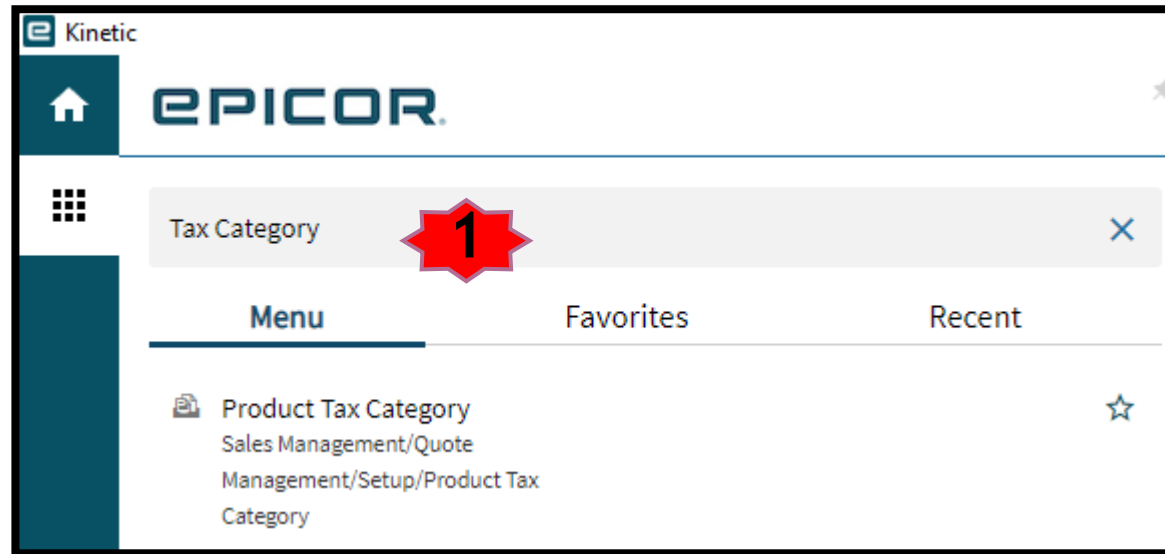 Kinetic
EPICOR.
Tax Category
1
Menu Favorites Recent
Product Tax Category
Sales Management/Quote
Management/Setup/Product Tax
Category